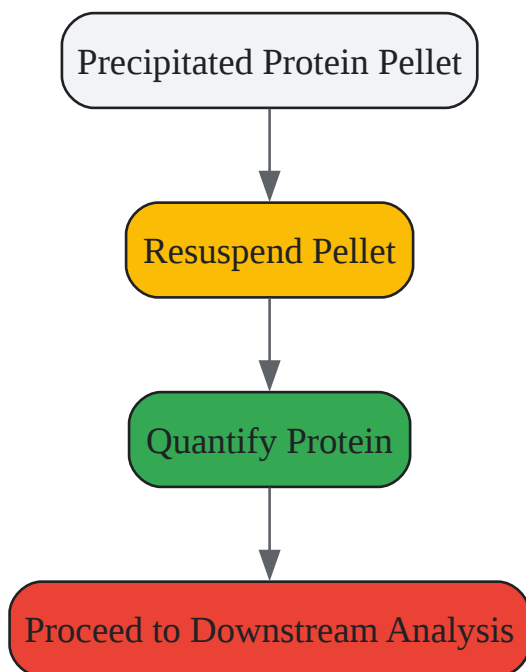 Precipitated Protein Pellet
Resuspend Pellet
Quantify Protein
Proceed to Downstream Analysis